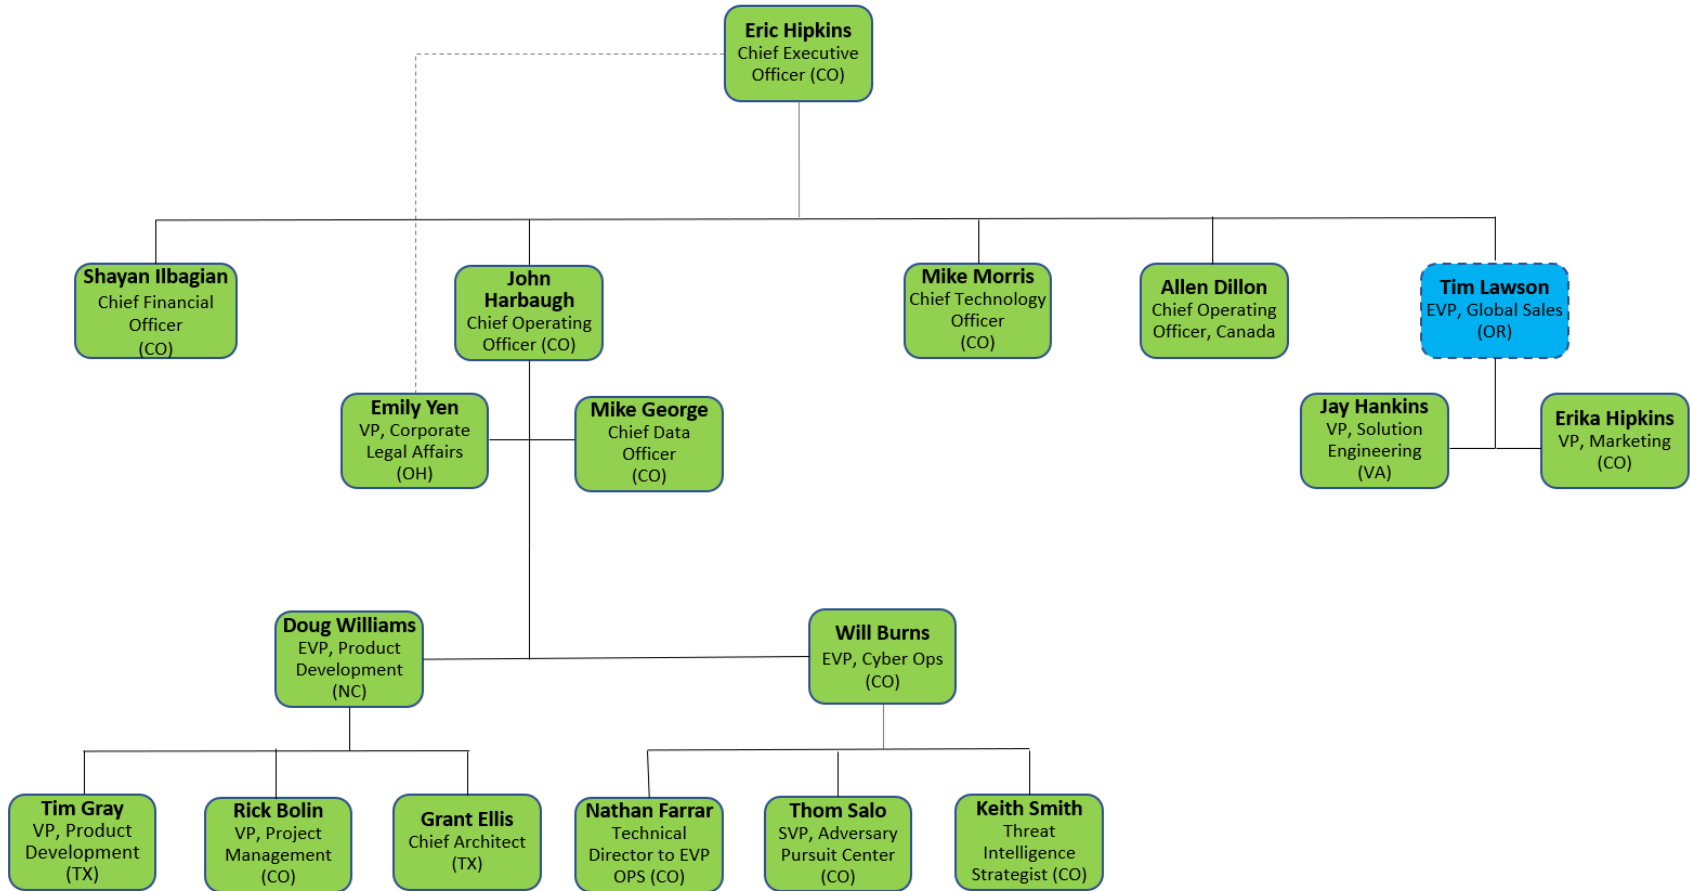 Eric Hipkins
Chief Executive
Officer (CO)
Shayan Ilbagian
Chief Financial
Officer
(CO)
John
Harbaugh
Chief Operating
Officer (CO)
Mike Morris
Chief Technology
Officer
(CO)
Allen Dillon
Chief Operating
Officer, Canada
Tim Lawson
EVP, Global Sales
(OR)
Emily Yen
VP, Corporate
Legal Affairs
(OH)
Mike George
Chief Data
Officer
(CO)
Jay Hankins
VP, Solution
Engineering
(VA)
Erika Hipkins
VP, Marketing
(CO)
Doug Williams
EVP, Product
Development
(NC)
Will Burns
EVP, Cyber Ops
(CO)
Tim Gray
VP, Product
Development
(TX)
Rick Bolin
VP, Project
Management
(CO)
Grant Ellis
Chief Architect
(TX)
Nathan Farrar
Technical
Director to EVP
OPS (CO)
Thom Salo
SVP, Adversary
Pursuit Center
(CO)
Keith Smith
Threat
Intelligence
Strategist (CO)